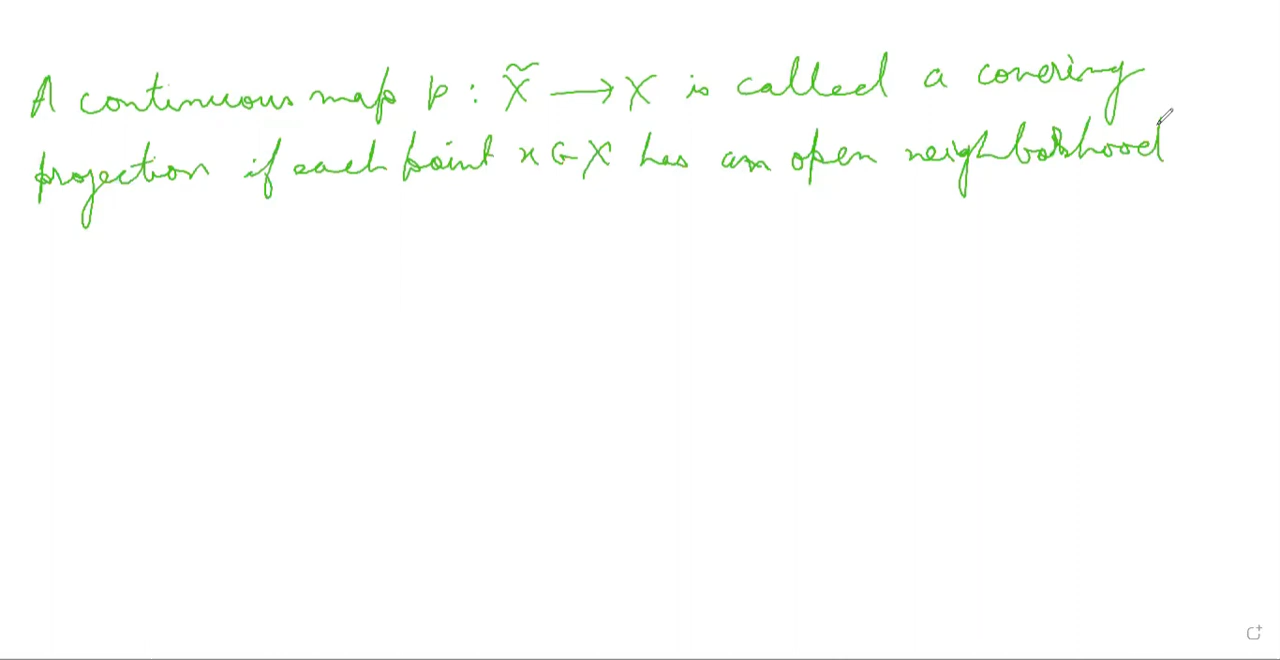 A continuous map p : X̃ → X is called a covering
projection if each point x ∈ X has an open neighborhood